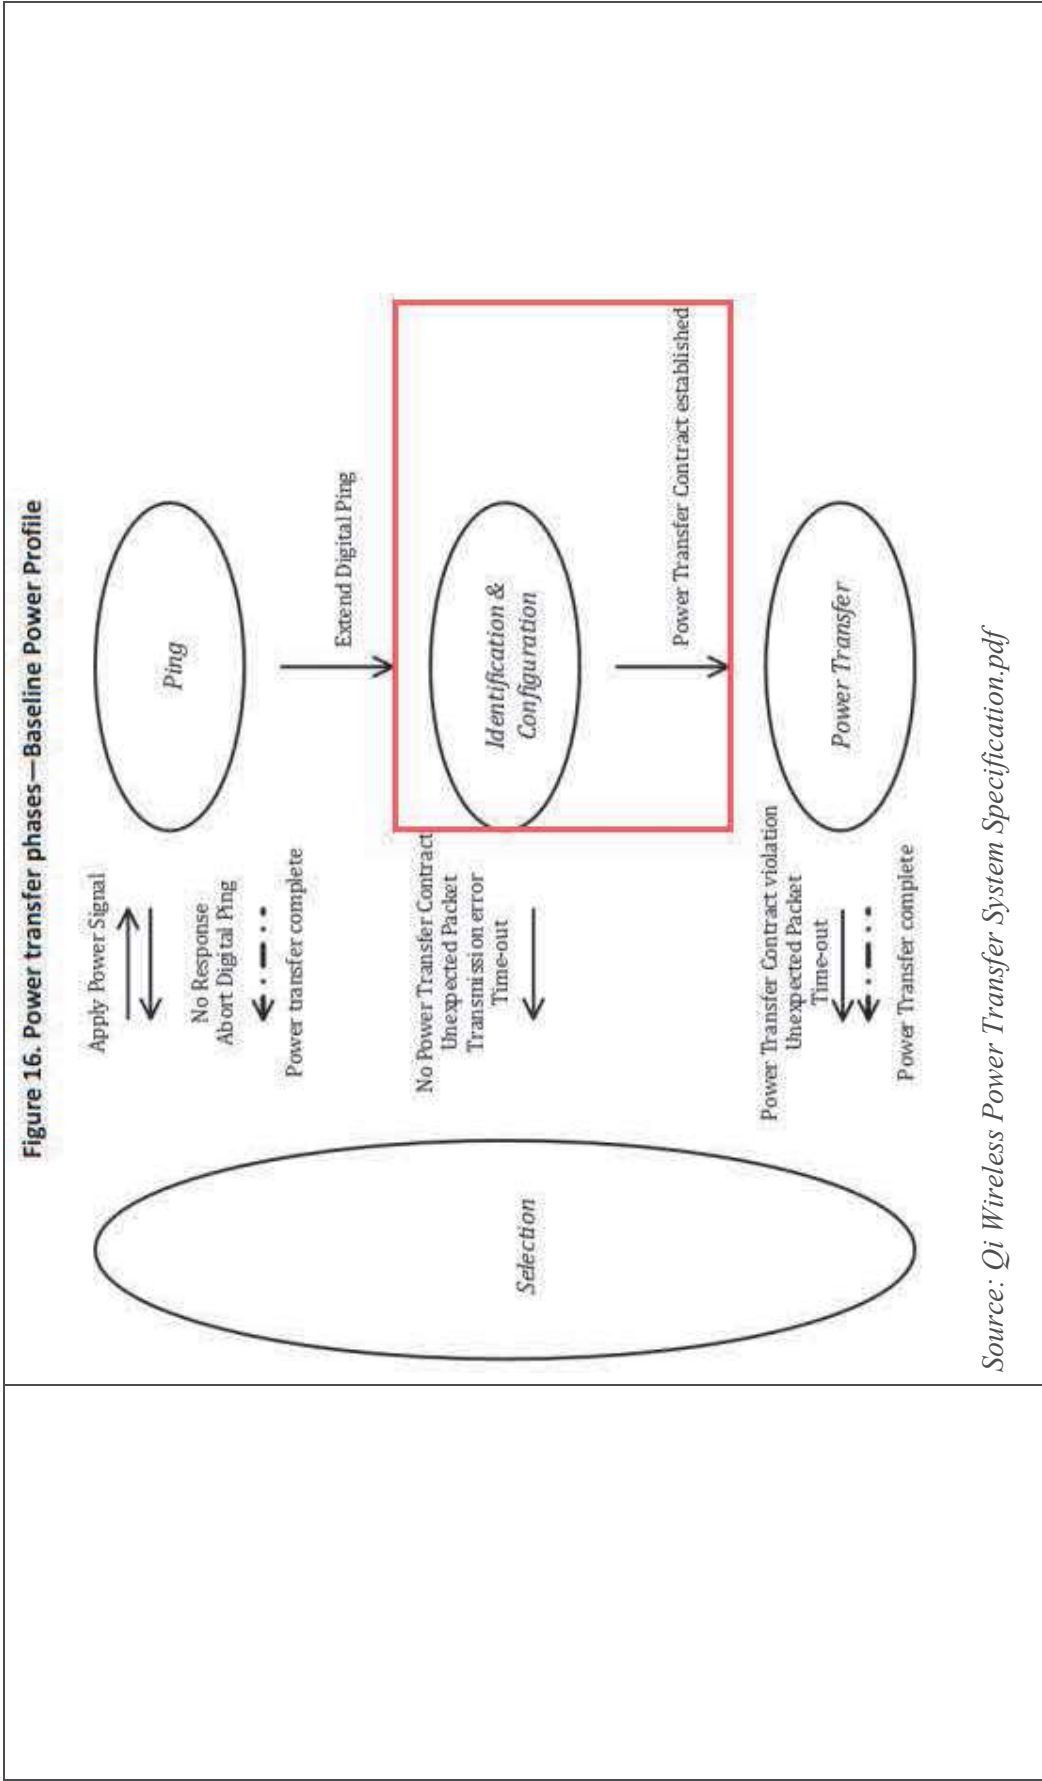 Figure 16. Power transfer phases—Baseline Power Profile
Apply Power Signal
Ping
No Response
Abort Digital Ping
Power transfer complete
Extend Digital Ping
No Power Transfer Contract
Unexpected Packet
Transmission error
Time-out
Identification &
Configuration
Selection
Power Transfer Contract established
Power Transfer Contract violation
Unexpected Packet
Time-out
Power Transfer
Power Transfer complete
Source: Qi Wireless Power Transfer System Specification.pdf